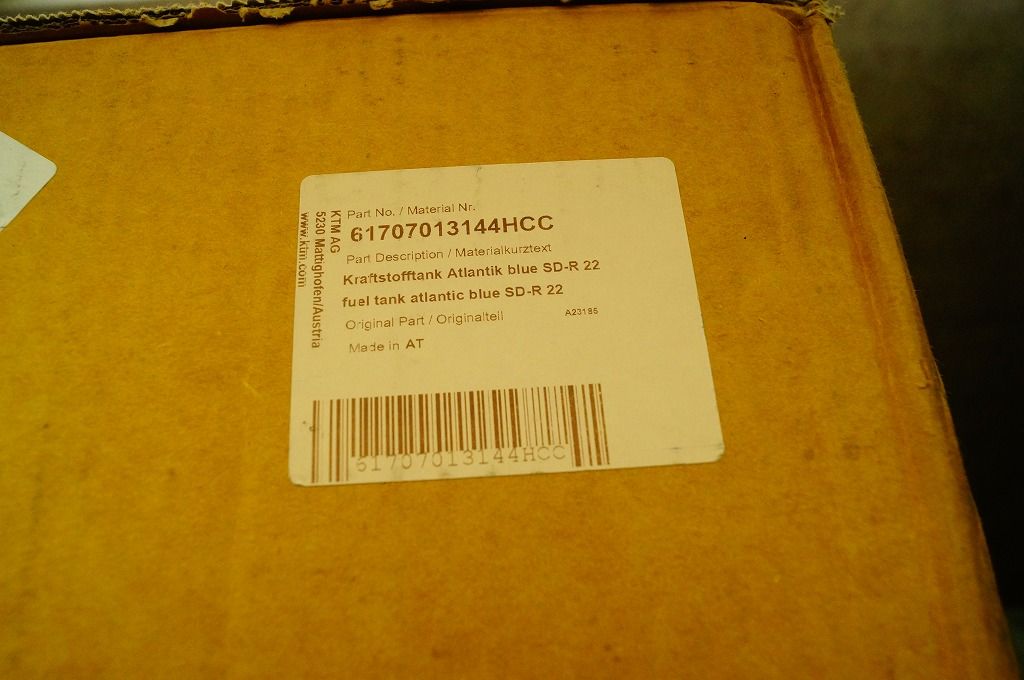 KTM AG
5230 Mattighofen/Austria
www.ktm.com
Part No. / Material Nr.
61707013144HCC
Part Description / Materialkurztext
Kraftstofftank Atlantik blue SD-R 22
fuel tank atlantic blue SD-R 22
Original Part / Originalteil A23185
Made in AT
61707013144HCC